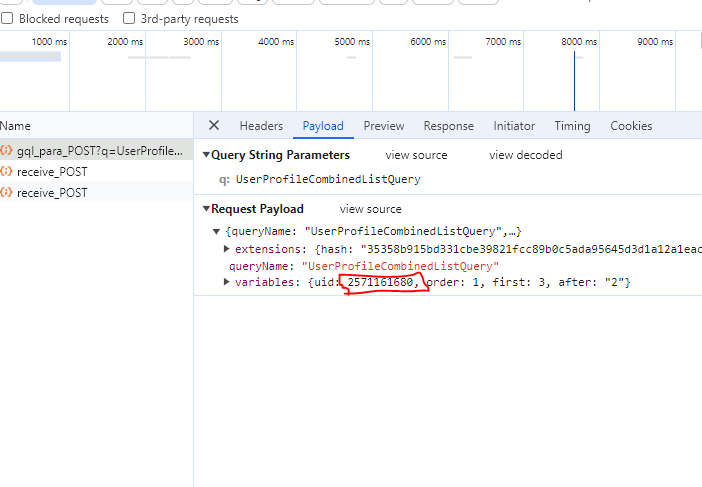 Blocked requests 3rd-party requests
1000 ms 2000 ms 3000 ms 4000 ms 5000 ms 6000 ms 7000 ms 8000 ms 9000 ms
Name
Headers Payload Preview Response Initiator Timing Cookies
gql_para_POST?q=UserProfile...
receive_POST
receive_POST
Query String Parameters view source view decoded
q: UserProfileCombinedListQuery
Request Payload view source
{queryName: "UserProfileCombinedListQuery",…}
extensions: {hash: "35358b915bd331cbe39821fcc89b0c5ada95645d3d1a12a1eac
queryName: "UserProfileCombinedListQuery"
variables: {uid: 2571161680, order: 1, first: 3, after: "2"}